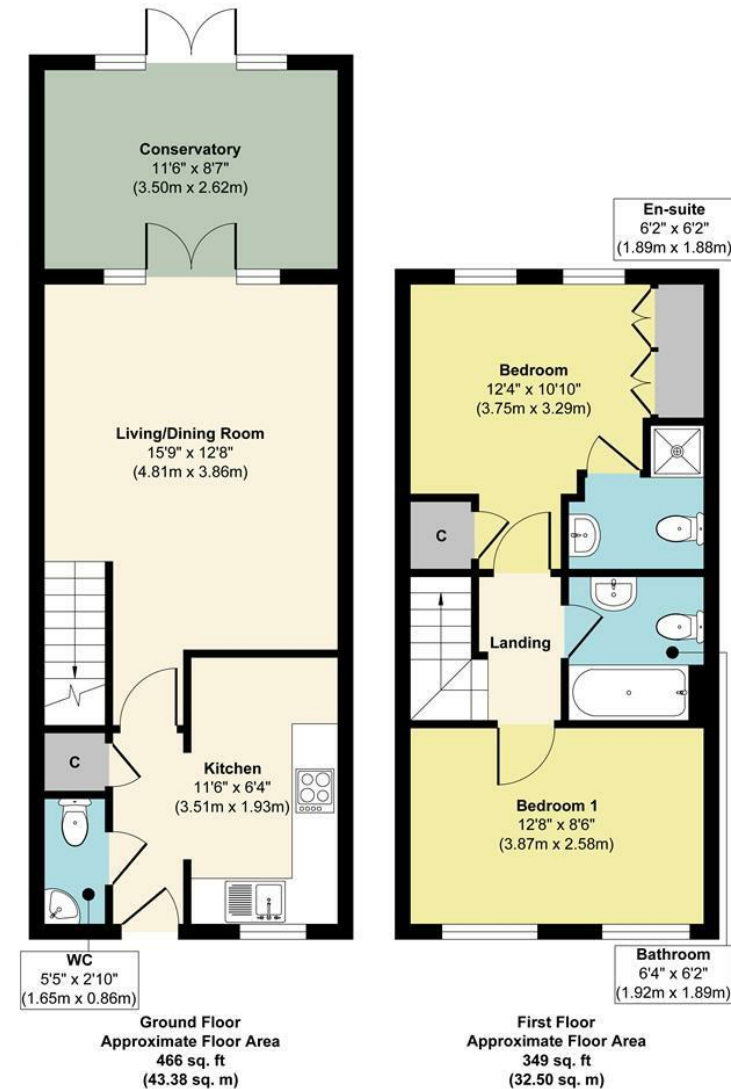 Conservatory
11'6" x 8'7"
(3.50m x 2.62m)
Living/Dining Room
15'9" x 12'8"
(4.81m x 3.86m)
C
Kitchen
11'6" x 6'4"
(3.51m x 1.93m)
WC
5'5" x 2'10"
(1.65m x 0.86m)
Ground Floor
Approximate Floor Area
466 sq. ft
(43.38 sq. m)
En-suite
6'2" x 6'2"
(1.89m x 1.88m)
Bedroom
12'4" x 10'10"
(3.75m x 3.29m)
C
Landing
Bedroom 1
12'8" x 8'6"
(3.87m x 2.58m)
Bathroom
6'4" x 6'2"
(1.92m x 1.89m)
First Floor
Approximate Floor Area
349 sq. ft
(32.50 sq. m)